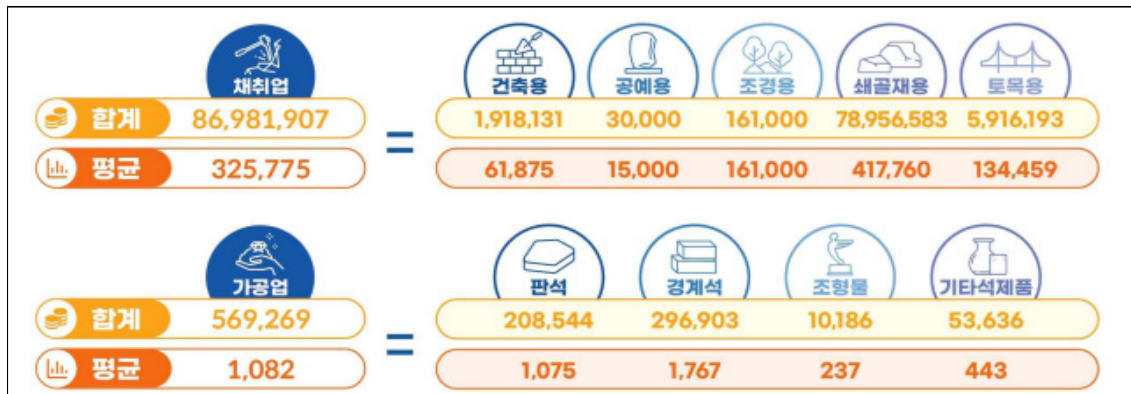 채취업
건축용 공예용 조경용 쇄골재용 토목용
합계 86,981,907 = 1,918,131 30,000 161,000 78,956,583 5,916,193
평균 325,775 61,875 15,000 161,000 417,760 134,459
가공업
판석 경계석 조형물 기타석제품
합계 569,269 = 208,544 296,903 10,186 53,636
평균 1,082 1,075 1,767 237 443